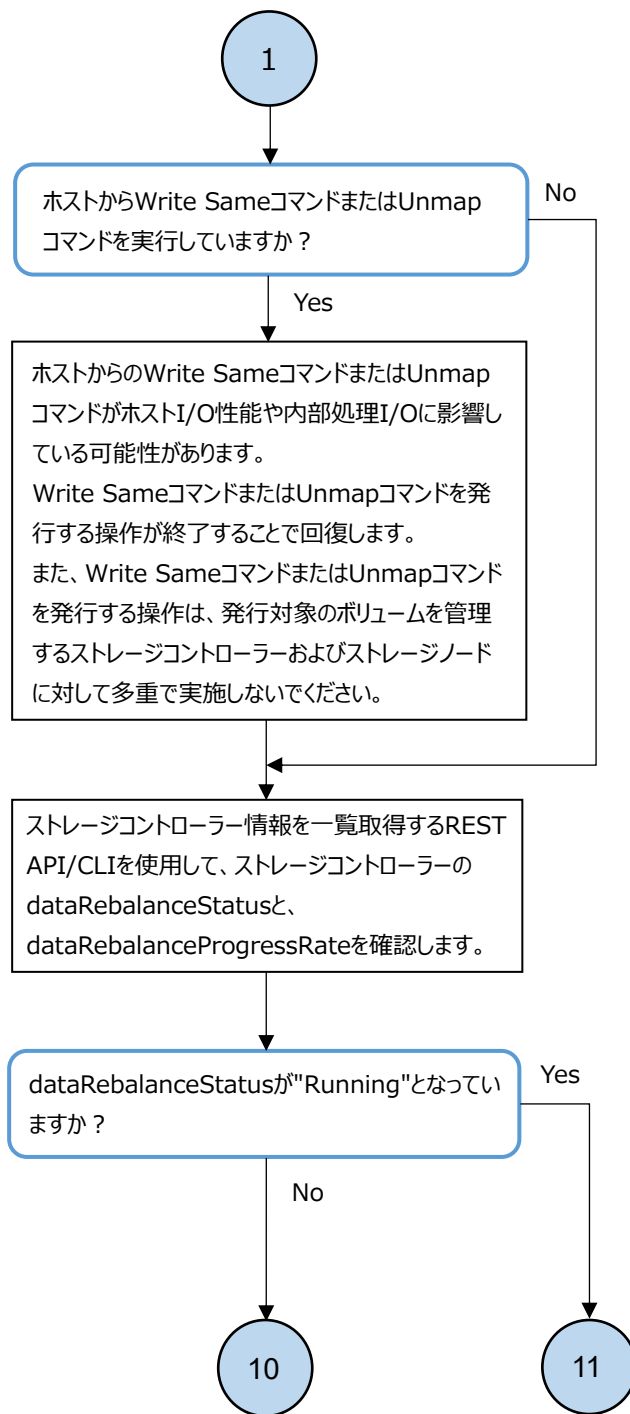 1
ホストからWrite SameコマンドまたはUnmap
コマンドを実行していますか？
No
Yes
ホストからのWrite SameコマンドまたはUnmap
コマンドがホストI/O性能や内部処理I/Oに影響し
ている可能性があります。
Write SameコマンドまたはUnmapコマンドを発
行する操作が終了することで回復します。
また、Write SameコマンドまたはUnmapコマンド
を発行する操作は、発行対象のボリュームを管理
するストレージコントローラーおよびストレージノード
に対して多重で実施しないでください。
ストレージコントローラー情報を一覧取得するREST
API/CLIを使用して、ストレージコントローラーの
dataRebalanceStatusと、
dataRebalanceProgressRateを確認します。
dataRebalanceStatusが"Running"となってい
ますか？
Yes
No
10
11